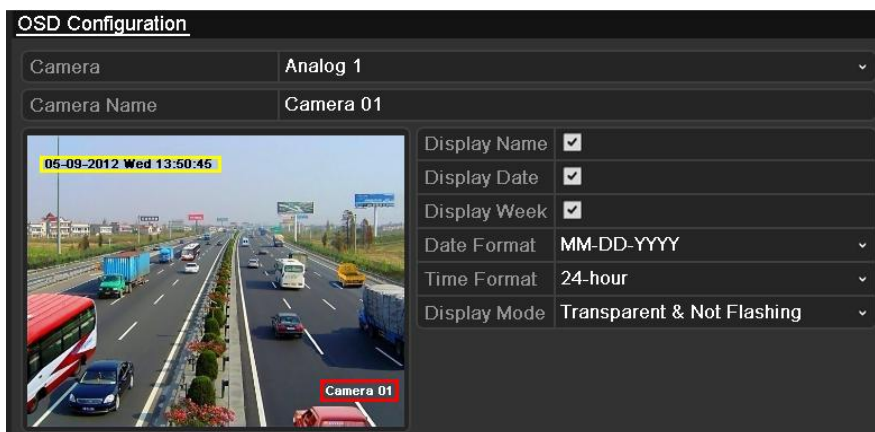 OSD Configuration
Camera Analog 1
Camera Name Camera 01
05-09-2012 Wed 13:50:45
Display Name
Display Date
Display Week
Date Format MM-DD-YYYY
Time Format 24-hour
Display Mode Transparent & Not Flashing
Camera 01